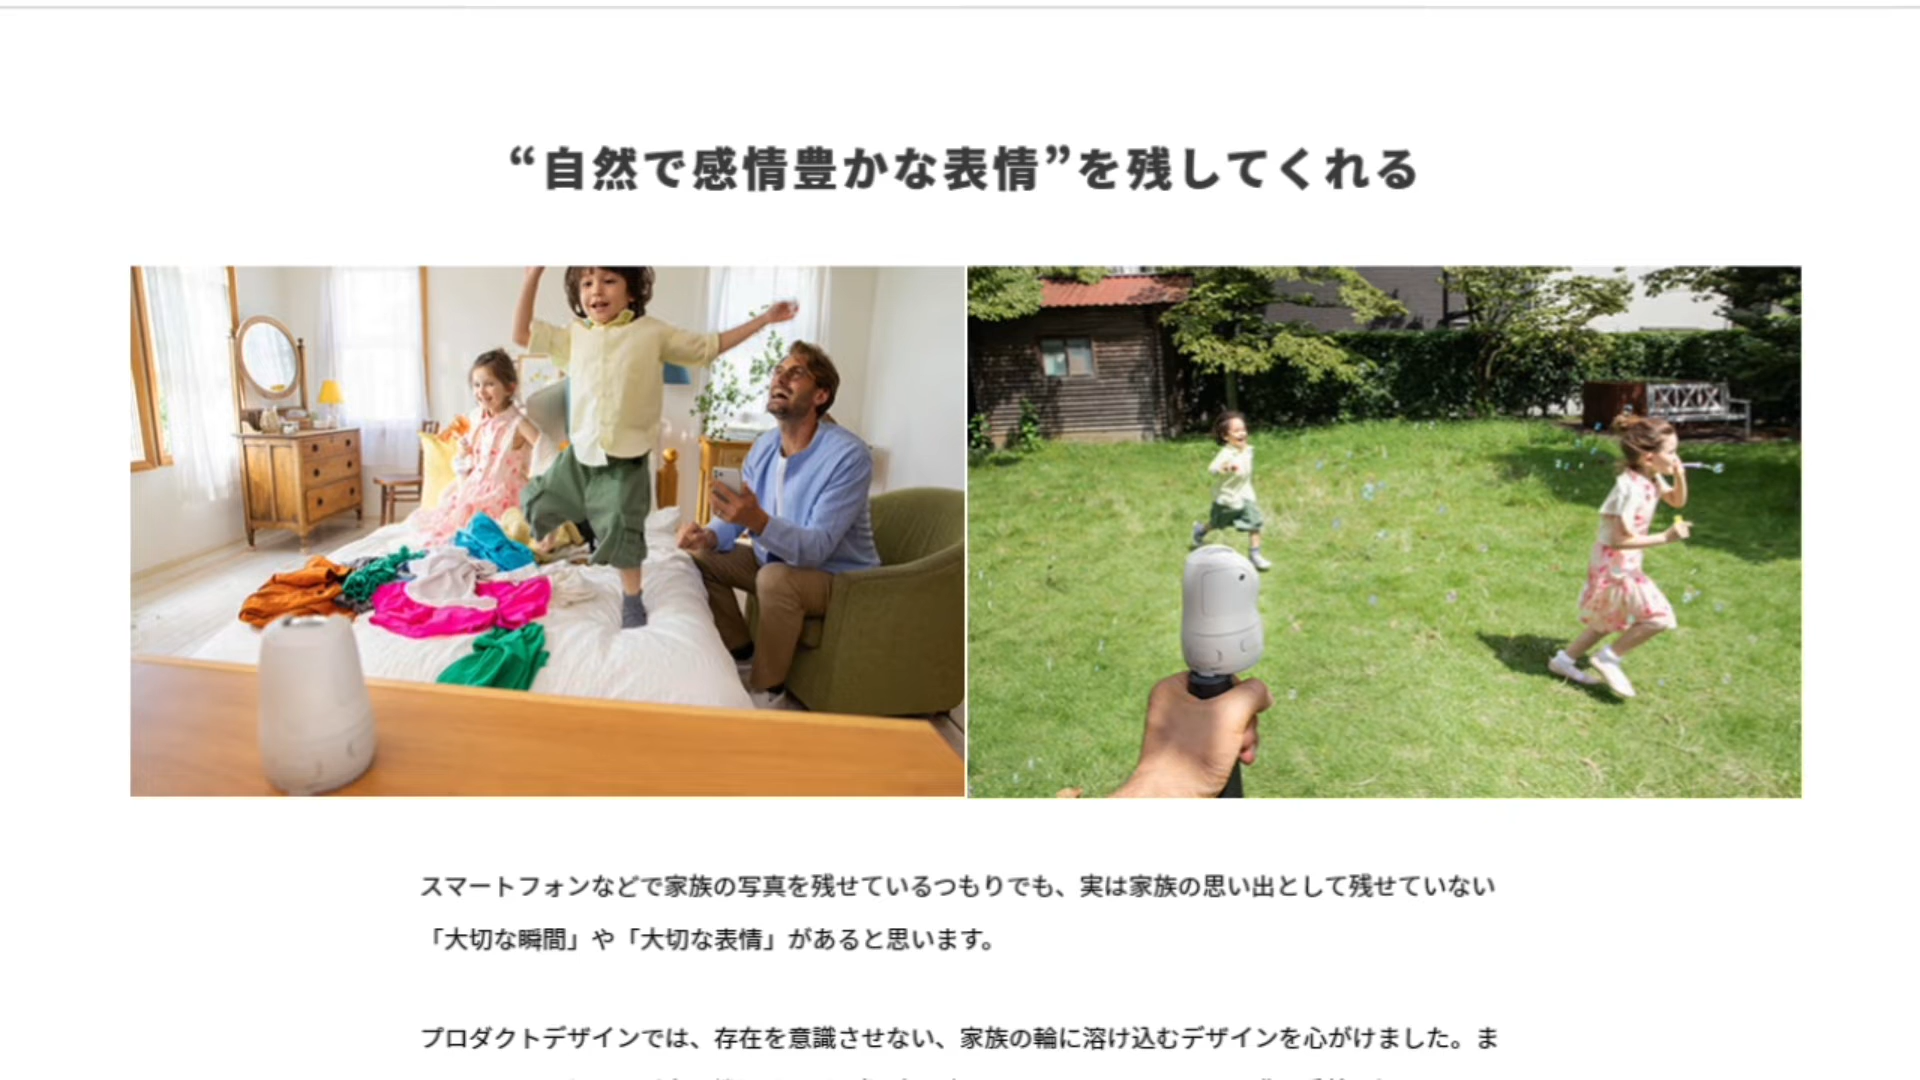 “自然で感情豊かな表情”を残してくれる
スマートフォンなどで家族の写真を残せているつもりでも、実は家族の思い出として残せていない
「大切な瞬間」や「大切な表情」があると思います。
プロダクトデザインでは、存在を意識させない、家族の輪に溶け込むデザインを心がけました。ま